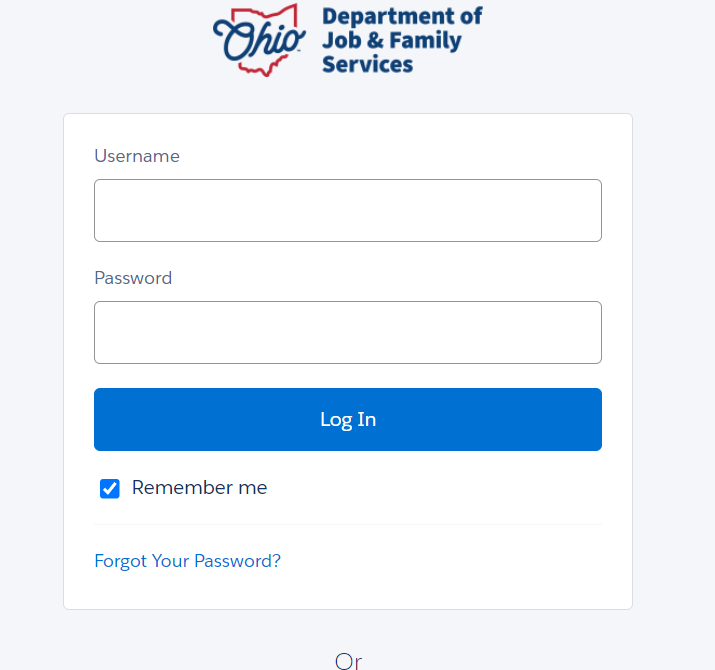 Ohio
Department of
Job & Family
Services
Username
Password
Log In
Remember me
Forgot Your Password?
Or